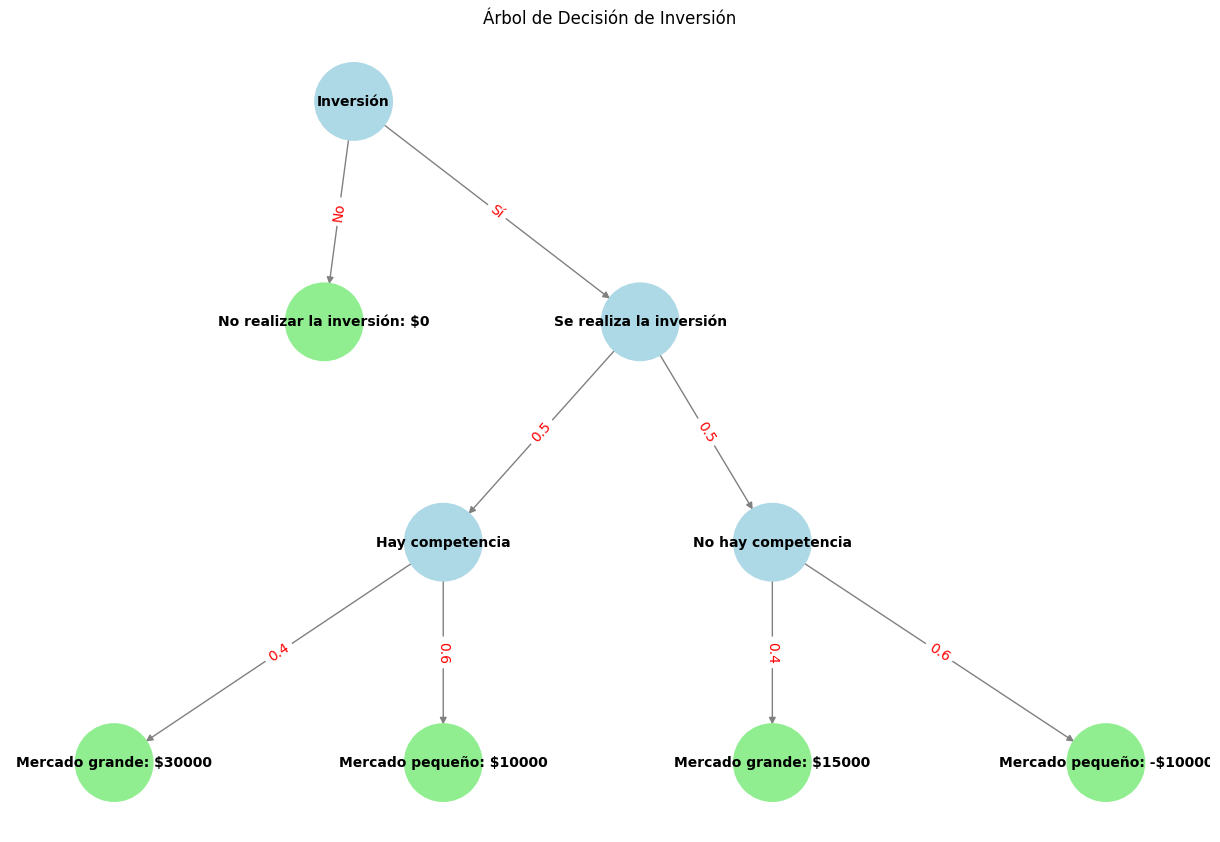 Árbol de Decisión de Inversión
Inversión
No
Sí
No realizar la inversión: $0
Se realiza la inversión
0.5
0.5
Hay competencia
No hay competencia
0.4
0.6
0.4
0.6
Mercado grande: $30000
Mercado pequeño: $10000
Mercado grande: $15000
Mercado pequeño: -$10000